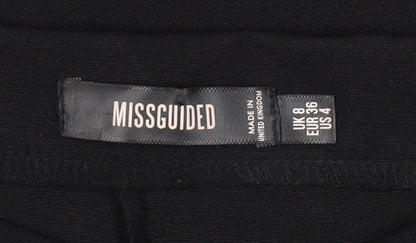 MISSGUIDED
MADE IN
UNITED KINGDOM
UK 8
EUR 36
US 4